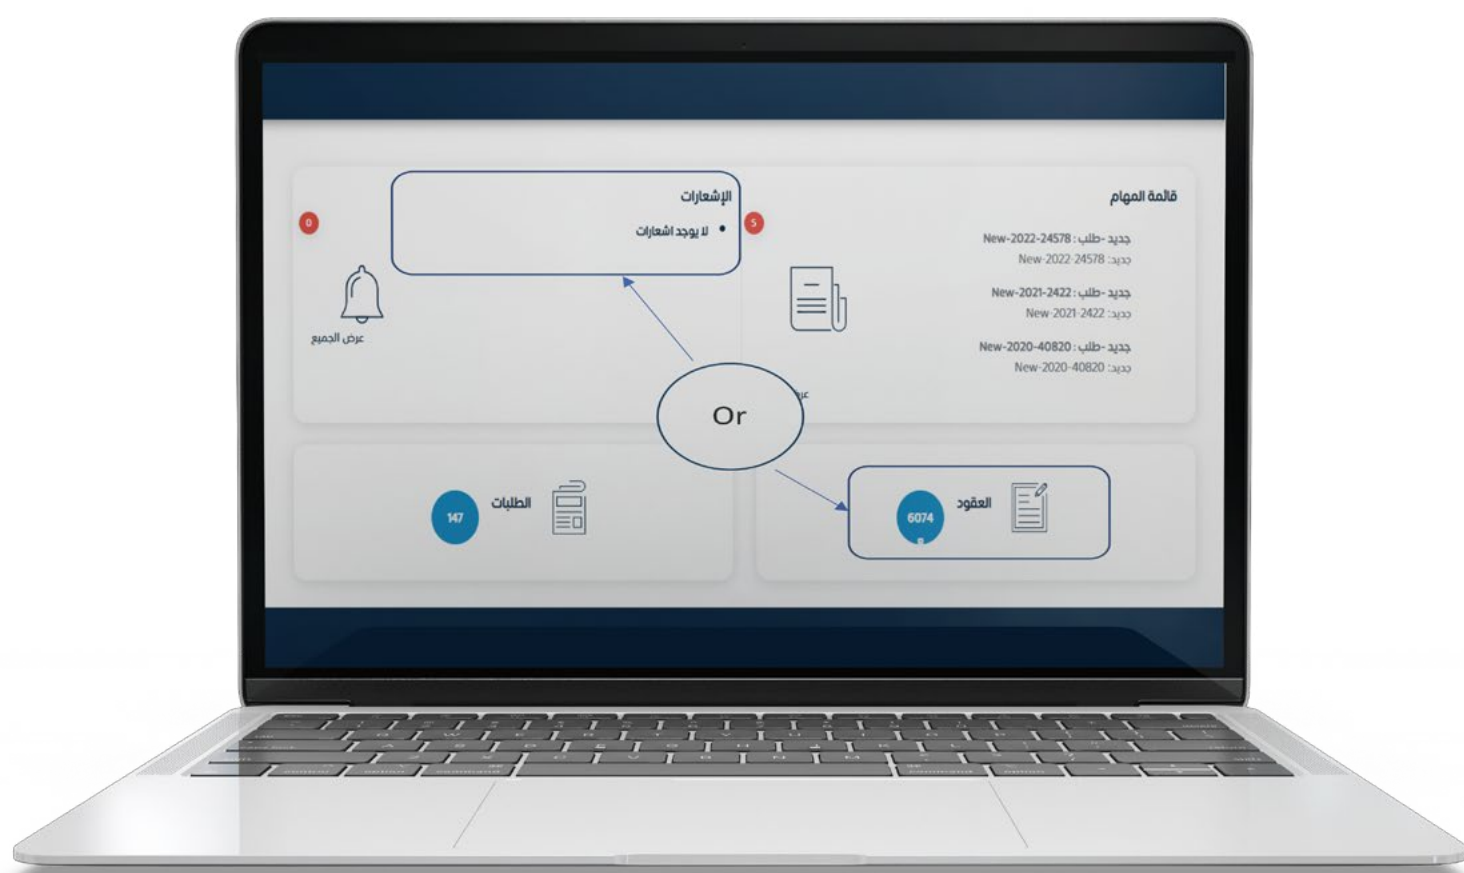 قائمة المهام
5
جديد -طلب : New-2022-24578
جديد: New-2022-24578
جديد -طلب : New-2021-2422
جديد: New-2021-2422
جديد -طلب : New-2020-40820
جديد: New-2020-40820
الإشعارات
0
• لا يوجد اشعارات
عرض الجميع
Or
العقود
6074
الطلبات
147